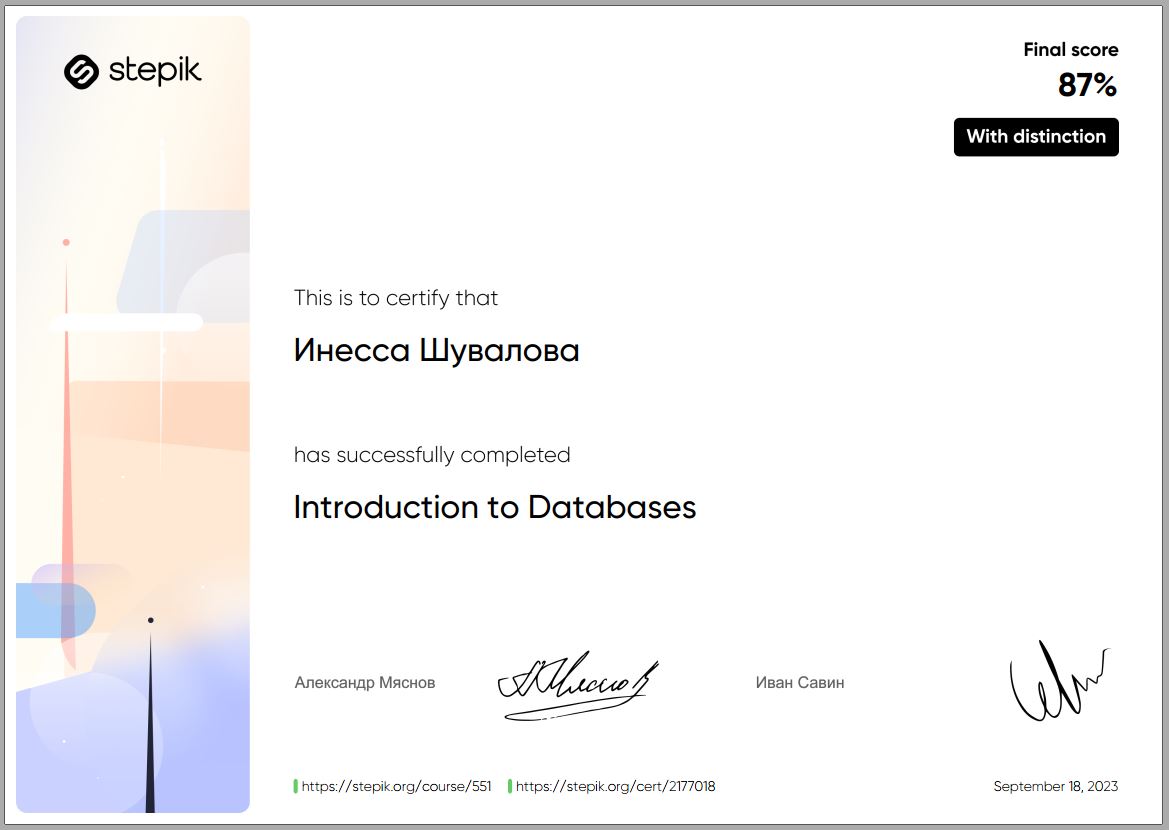 stepik
Final score
87%
With distinction
This is to certify that
Инесса Шувалова
has successfully completed
Introduction to Databases
Александр Мяснов
Иван Савин
https://stepik.org/course/551
https://stepik.org/cert/2177018
September 18, 2023